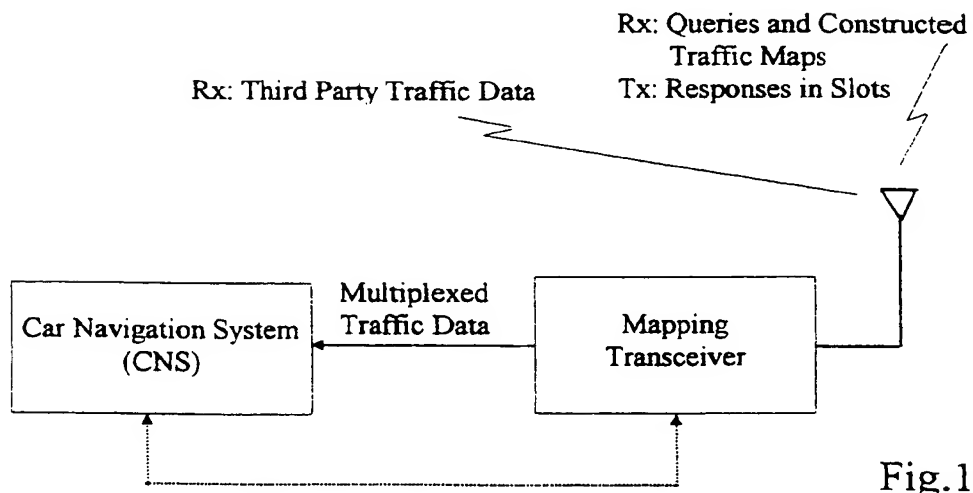 Rx: Queries and Constructed
Traffic Maps
Rx: Third Party Traffic Data
Tx: Responses in Slots
Multiplexed
Traffic Data
Car Navigation System
(CNS)
Mapping
Transceiver
Fig.1